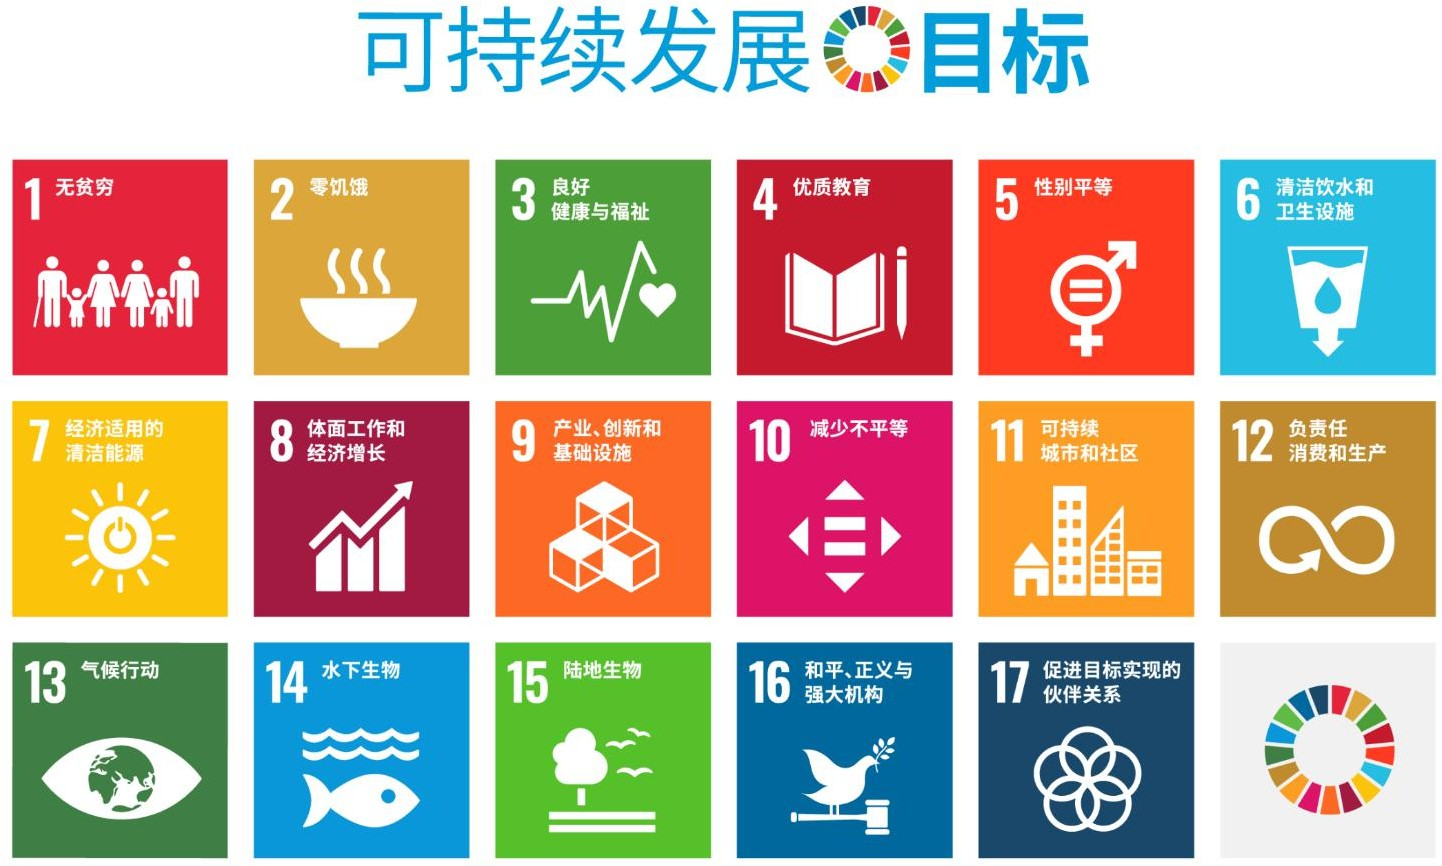 可持续发展目标
1 无贫穷
2 零饥饿
3 良好
健康与福祉
4 优质教育
5 性别平等
6 清洁饮水和
卫生设施
7 经济适用的
清洁能源
8 体面工作和
经济增长
9 产业、创新和
基础设施
10 减少不平等
11 可持续
城市和社区
12 负责任
消费和生产
13 气候行动
14 水下生物
15 陆地生物
16 和平、正义与
强大机构
17 促进目标实现的
伙伴关系